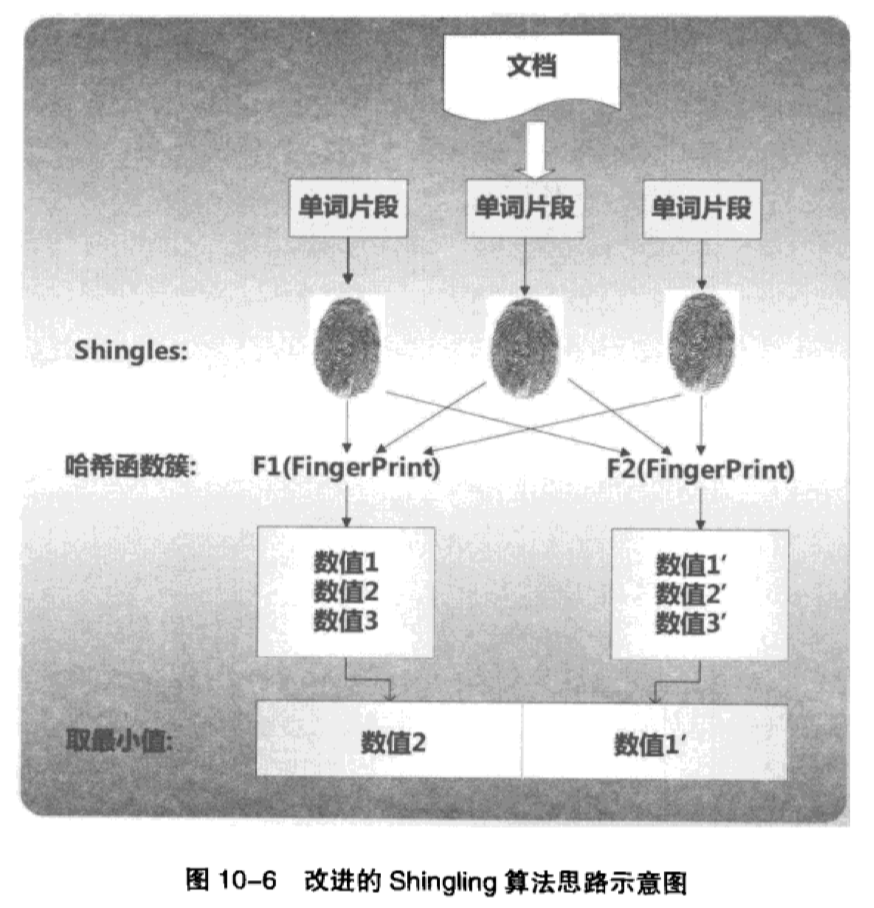 文档
单词片段 单词片段 单词片段
Shingles:
哈希函数簇: F1(FingerPrint) F2(FingerPrint)
数值1 数值1′
数值2 数值2′
数值3 数值3′
取最小值: 数值2 数值1′
图 10-6 改进的 Shingling 算法思路示意图